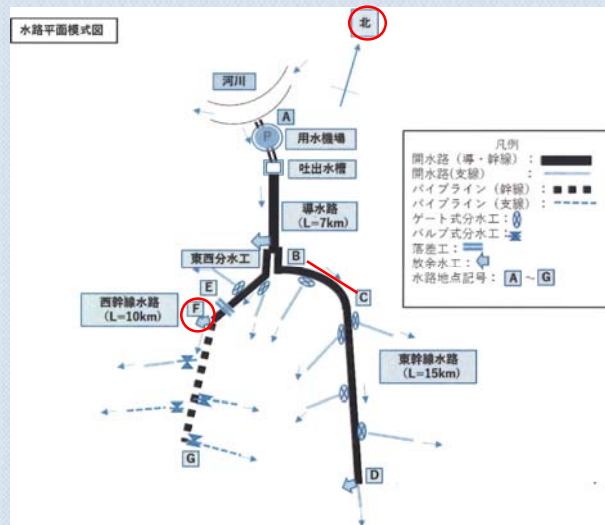 水路平面模式図
北
河川
A
P
用水機場
吐出水槽
導水路
(L=7km)
東西分水工
B
E
C
F
西幹線水路
(L=10km)
東幹線水路
(L=15km)
G
D
凡例
開水路（導・幹線）：
開水路(支線)　　：
パイプライン（幹線）：
パイプライン（支線）：
ゲート式分水工：
バルブ式分水工：
落差工：
放余水工：
水路地点記号： A ～ G